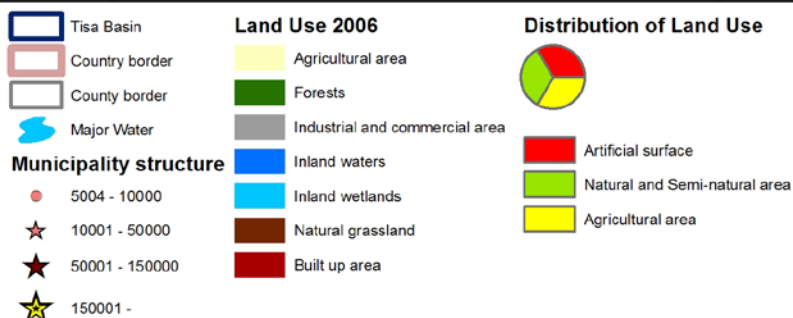 Tisa Basin
Country border
County border
Major Water
Municipality structure
5004 - 10000
10001 - 50000
50001 - 150000
150001 -
Land Use 2006
Agricultural area
Forests
Industrial and commercial area
Inland waters
Inland wetlands
Natural grassland
Built up area
Distribution of Land Use
Artificial surface
Natural and Semi-natural area
Agricultural area